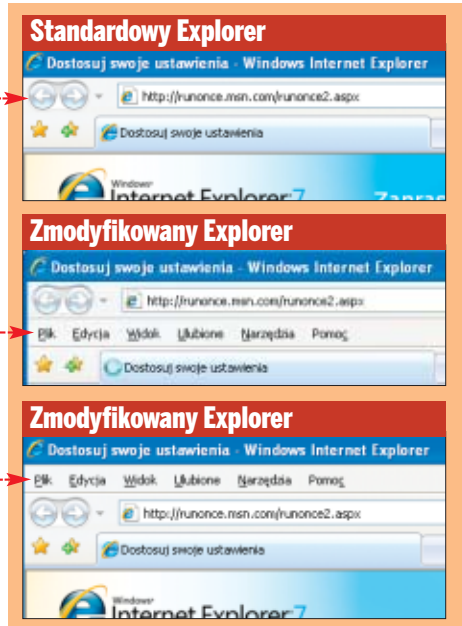 Standardowy Explorer
Dostosuj swoje ustawienia - Windows Internet Explorer
http://runonce.msn.com/runonce2.aspx
Dostosuj swoje ustawienia
Windows
Internet Explorer 7
Zmodyfikowany Explorer
Dostosuj swoje ustawienia - Windows Internet Explorer
http://runonce.msn.com/runonce2.aspx
Plik Edycja Widok Ulubione Narzędzia Pomoc
Dostosuj swoje ustawienia
Zmodyfikowany Explorer
Dostosuj swoje ustawienia - Windows Internet Explorer
Plik Edycja Widok Ulubione Narzędzia Pomoc
http://runonce.msn.com/runonce2.aspx
Dostosuj swoje ustawienia
Windows
Internet Explorer 7